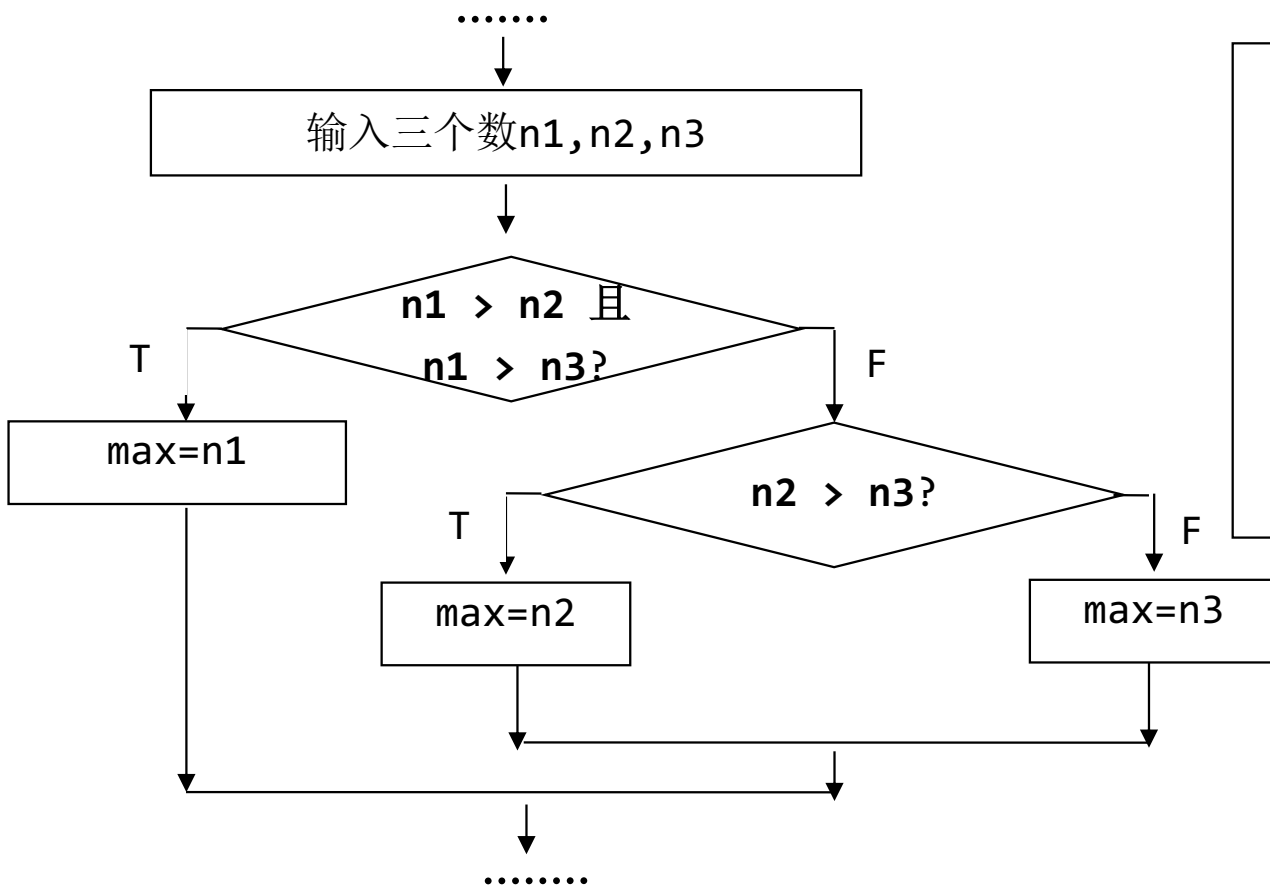 .......
输入三个数n1,n2,n3
n1 > n2 且
n1 > n3?
T
F
max=n1
n2 > n3?
T
F
max=n2
max=n3
........